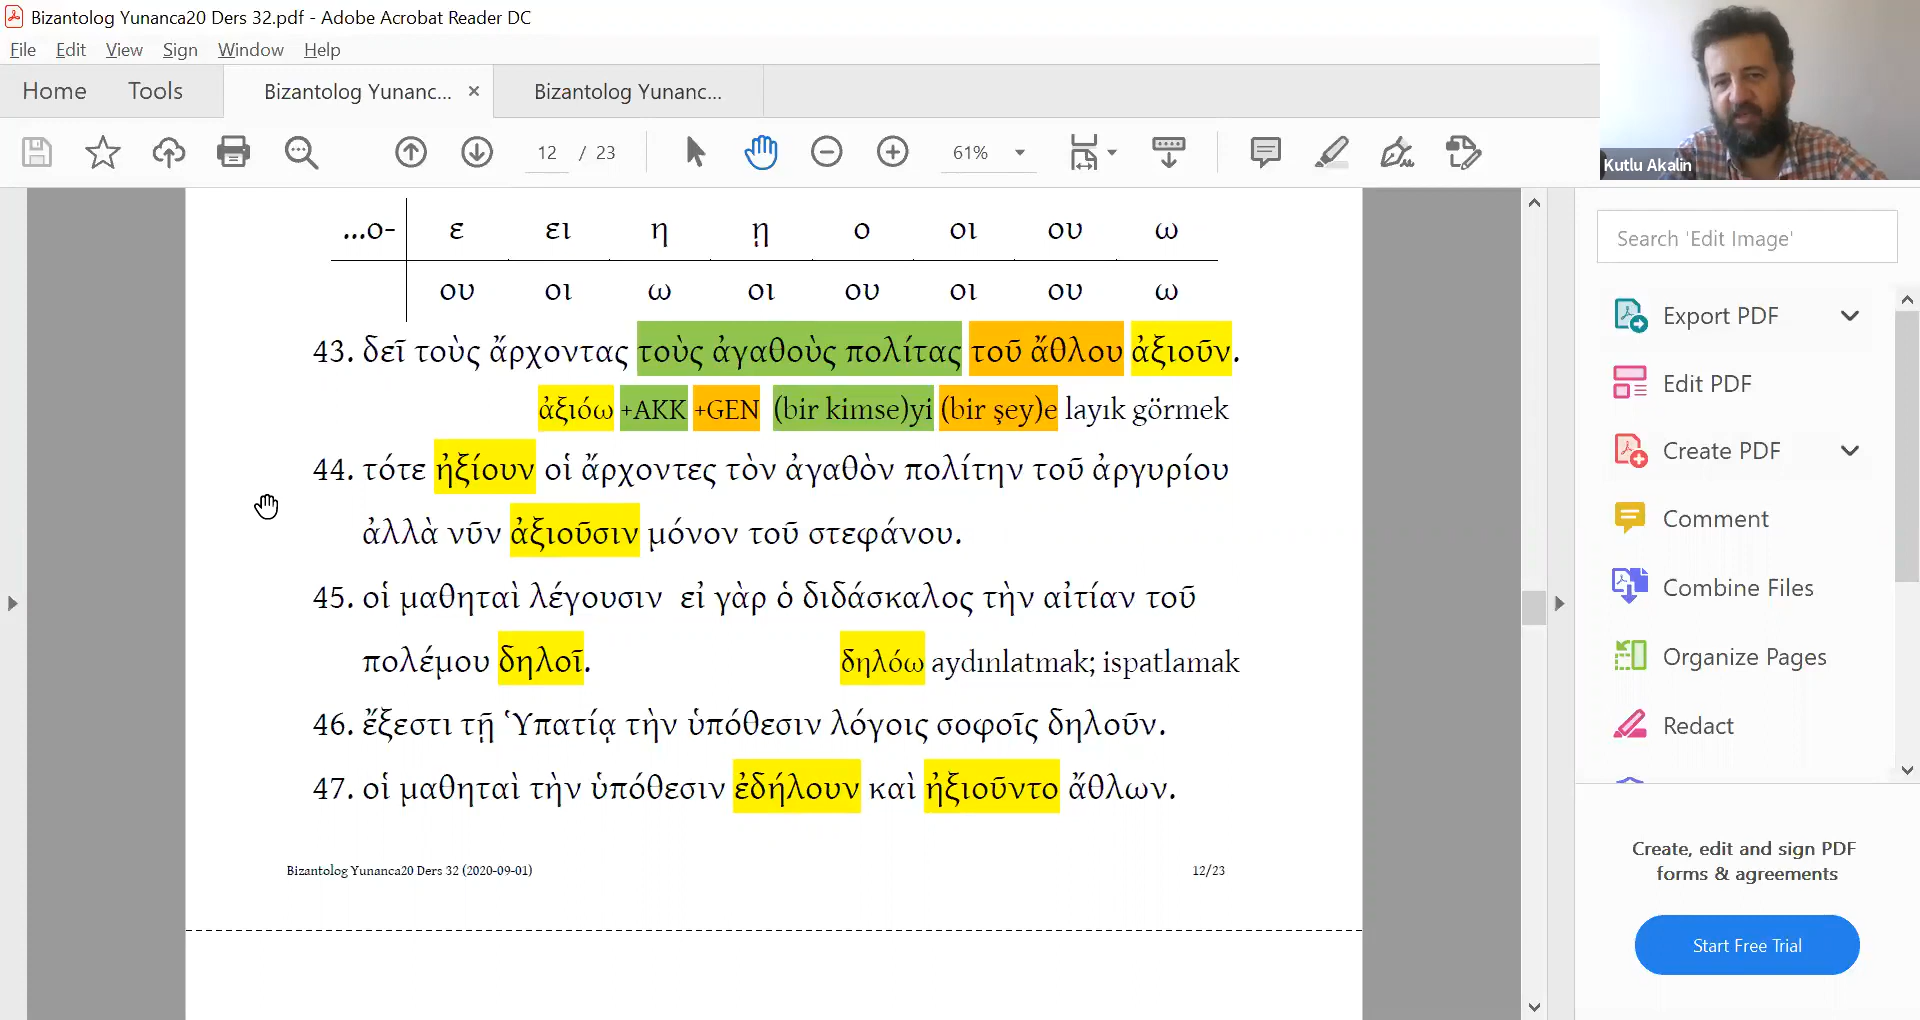 Bizantolog Yunanca20 Ders 32.pdf - Adobe Acrobat Reader DC
File Edit View Sign Window Help
Home Tools Bizantolog Yunanc... × Bizantolog Yunanc...
12 / 23 61%
Kutlu Akalin
...ο- ε ει η ῃ ο οι ου ω
ου οι ω οι ου οι ου ω
43. δεῖ τοὺς ἄρχοντας τοὺς ἀγαθοὺς πολίτας τοῦ ἄθλου ἀξιοῦν.
ἀξιόω +AKK +GEN (bir kimse)yi (bir şey)e layık görmek
44. τότε ἠξίουν οἱ ἄρχοντες τὸν ἀγαθὸν πολίτην τοῦ ἀργυρίου
ἀλλὰ νῦν ἀξιοῦσιν μόνον τοῦ στεφάνου.
45. οἱ μαθηταὶ λέγουσιν εἰ γὰρ ὁ διδάσκαλος τὴν αἰτίαν τοῦ
πολέμου δηλοῖ. δηλόω aydınlatmak; ispatlamak
46. ἔξεστι τῇ Ὑπατίᾳ τὴν ὑπόθεσιν λόγοις σοφοῖς δηλοῦν.
47. οἱ μαθηταὶ τὴν ὑπόθεσιν ἐδήλουν καὶ ἠξιοῦντο ἄθλων.
Bizantolog Yunanca20 Ders 32 (2020-09-01) 12/23
Search 'Edit Image'
Export PDF
Edit PDF
Create PDF
Comment
Combine Files
Organize Pages
Redact
Create, edit and sign PDF
forms & agreements
Start Free Trial